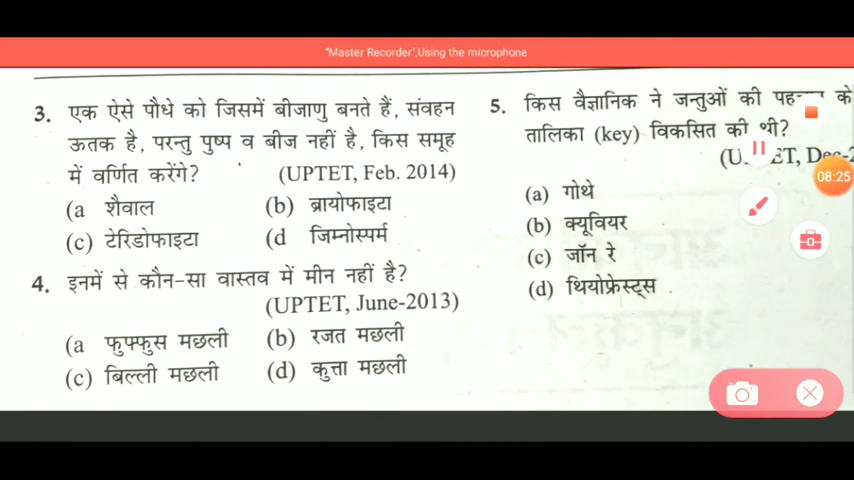 "Master Recorder",Using the microphone
3. एक ऐसे पौधे को जिसमें बीजाणु बनते हैं, संवहन
ऊतक है, परन्तु पुष्प व बीज नहीं है, किस समूह
में वर्णित करेंगे? (UPTET, Feb. 2014)
(a शैवाल (b) ब्रायोफाइटा
(c) टेरिडोफाइटा (d जिम्नोस्पर्म
4. इनमें से कौन-सा वास्तव में मीन नहीं है?
(UPTET, June-2013)
(a फुफ्फुस मछली (b) रजत मछली
(c) बिल्ली मछली (d) कुत्ता मछली
5. किस वैज्ञानिक ने जन्तुओं की के
तालिका (key) विकसित की थी?
(a) गोथे
(b) क्यूवियर
(c) जॉन रे
(d) थियोफ्रेस्ट्स
08:25